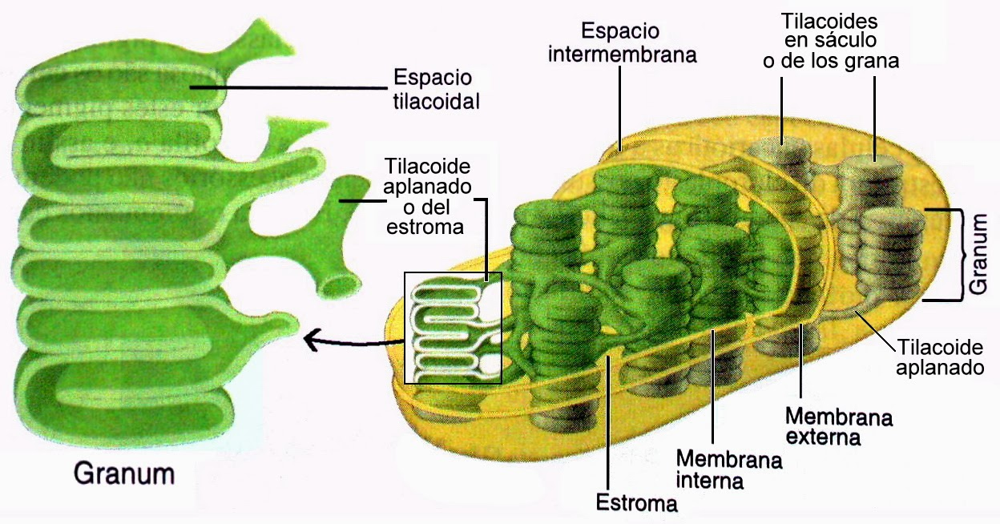 Espacio
tilacoidal
Tilacoide
aplanado
o del
estroma
Granum
Espacio
intermembrana
Tilacoides
en sáculo
o de los grana
Granum
Tilacoide
aplanado
Membrana
externa
Membrana
interna
Estroma